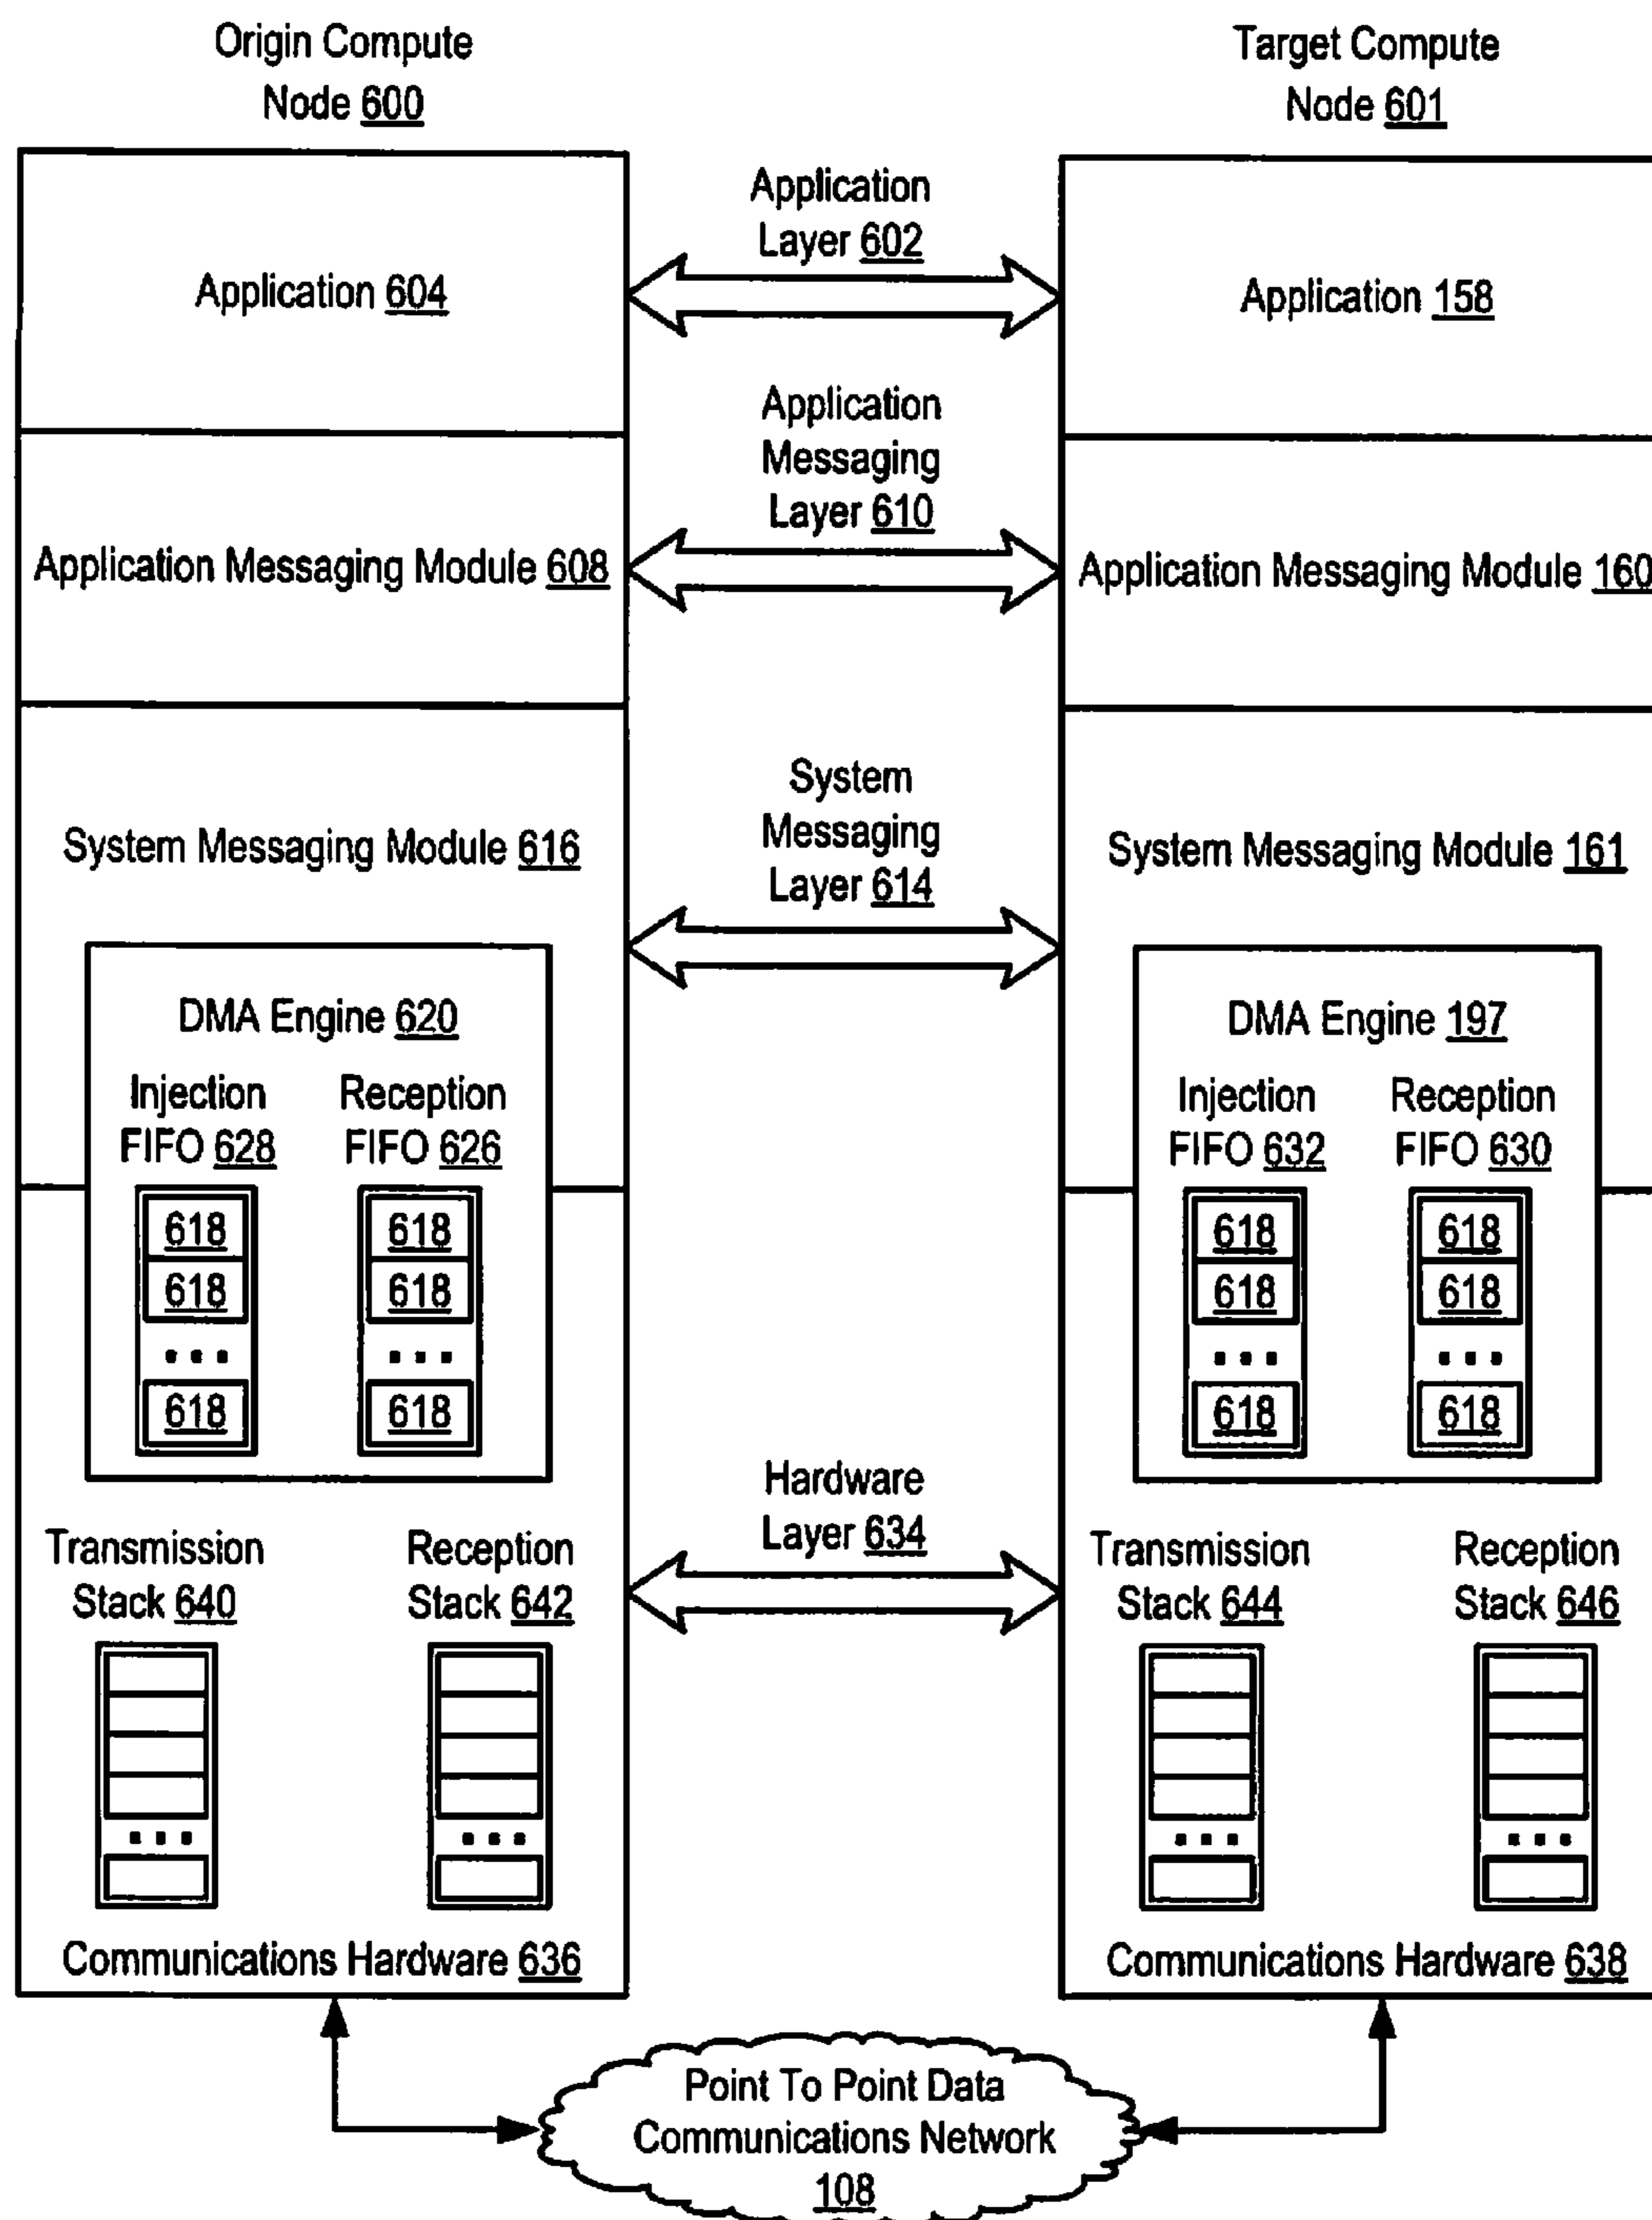 Origin Compute
Node 600
Target Compute
Node 601
Application
Layer 602
Application 604
Application 158
Application
Messaging
Layer 610
Application Messaging Module 608
Application Messaging Module 160
System
Messaging
Layer 614
System Messaging Module 616
System Messaging Module 161
DMA Engine 620
Injection
FIFO 628
Reception
FIFO 626
618
618
...
618
618
618
...
618
DMA Engine 197
Injection
FIFO 632
Reception
FIFO 630
618
618
...
618
618
618
...
618
Hardware
Layer 634
Transmission
Stack 640
Reception
Stack 642
...
...
Transmission
Stack 644
Reception
Stack 646
...
...
Communications Hardware 636
Communications Hardware 638
Point To Point Data
Communications Network
108